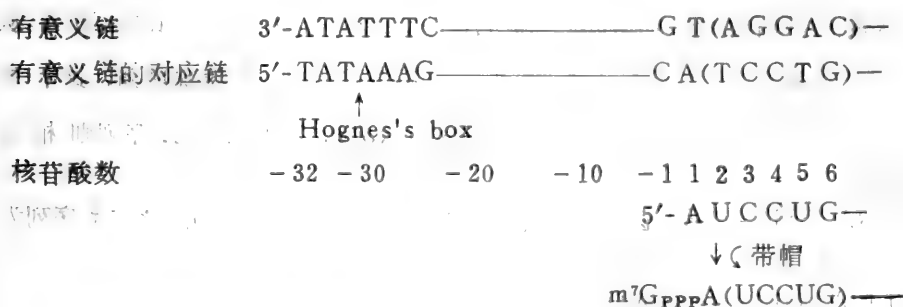 有意义链 3′-ATATTTC————G T(A G G A C)—
有意义链的对应链 5′-TATAAAG————C A(T C C T G)—
↑
Hognes's box
核苷酸数 -32 -30 -20 -10 -1 1 2 3 4 5 6
5′-A U C C U G—
↓ 带帽
m⁷GpppA(UCCUG)——